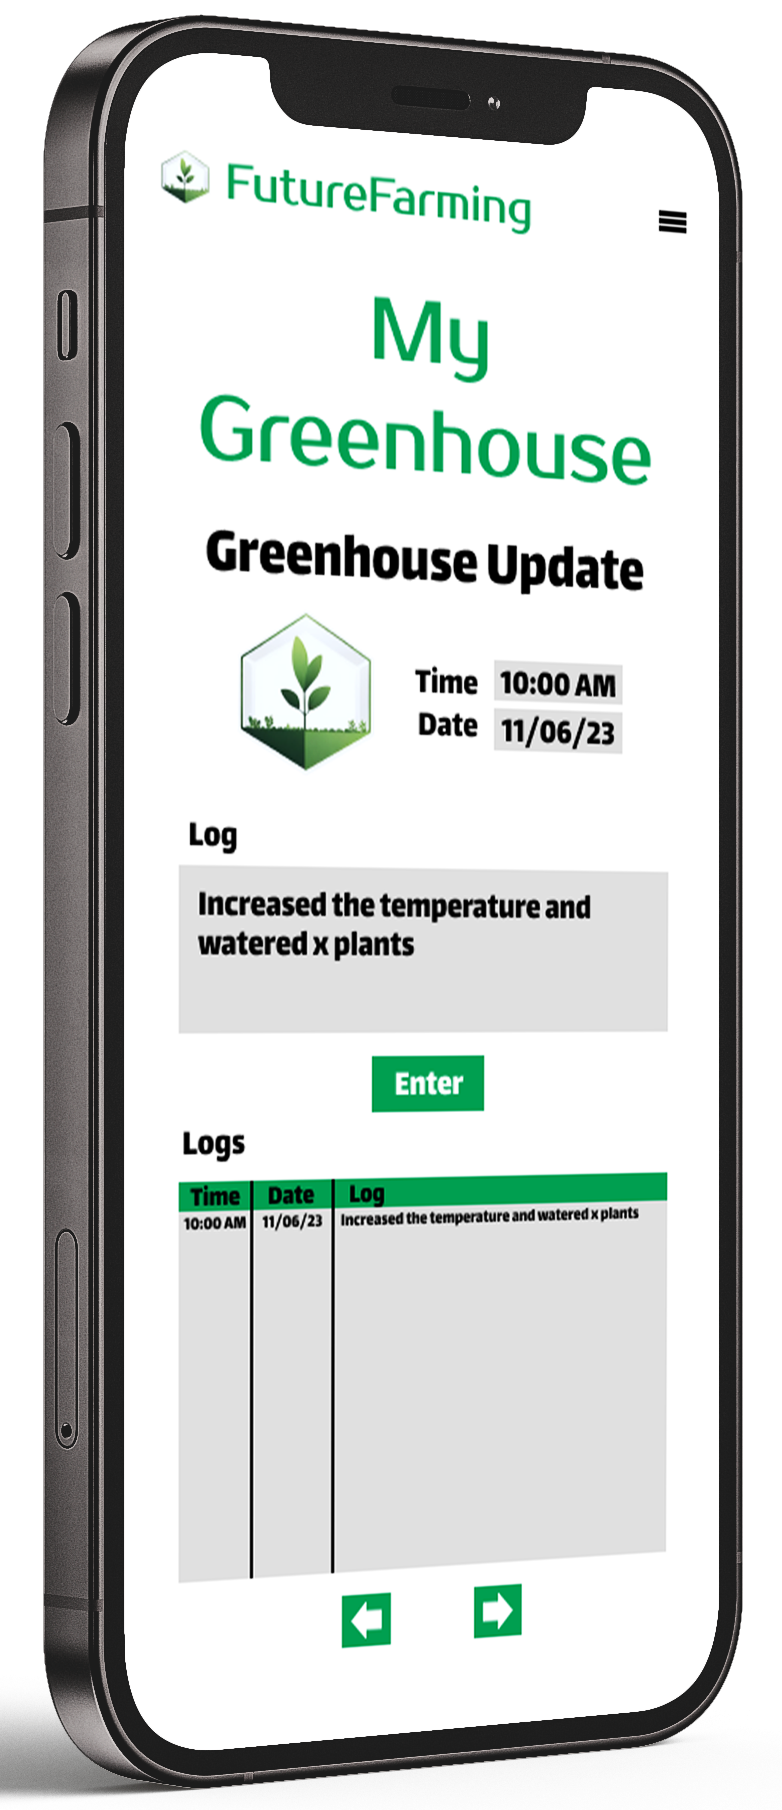 FutureFarming
My
Greenhouse
Greenhouse Update
Time 10:00 AM
Date 11/06/23
Log
Increased the temperature and
watered x plants
Enter
Logs
Time Date Log
10:00 AM 11/06/23 Increased the temperature and watered x plants